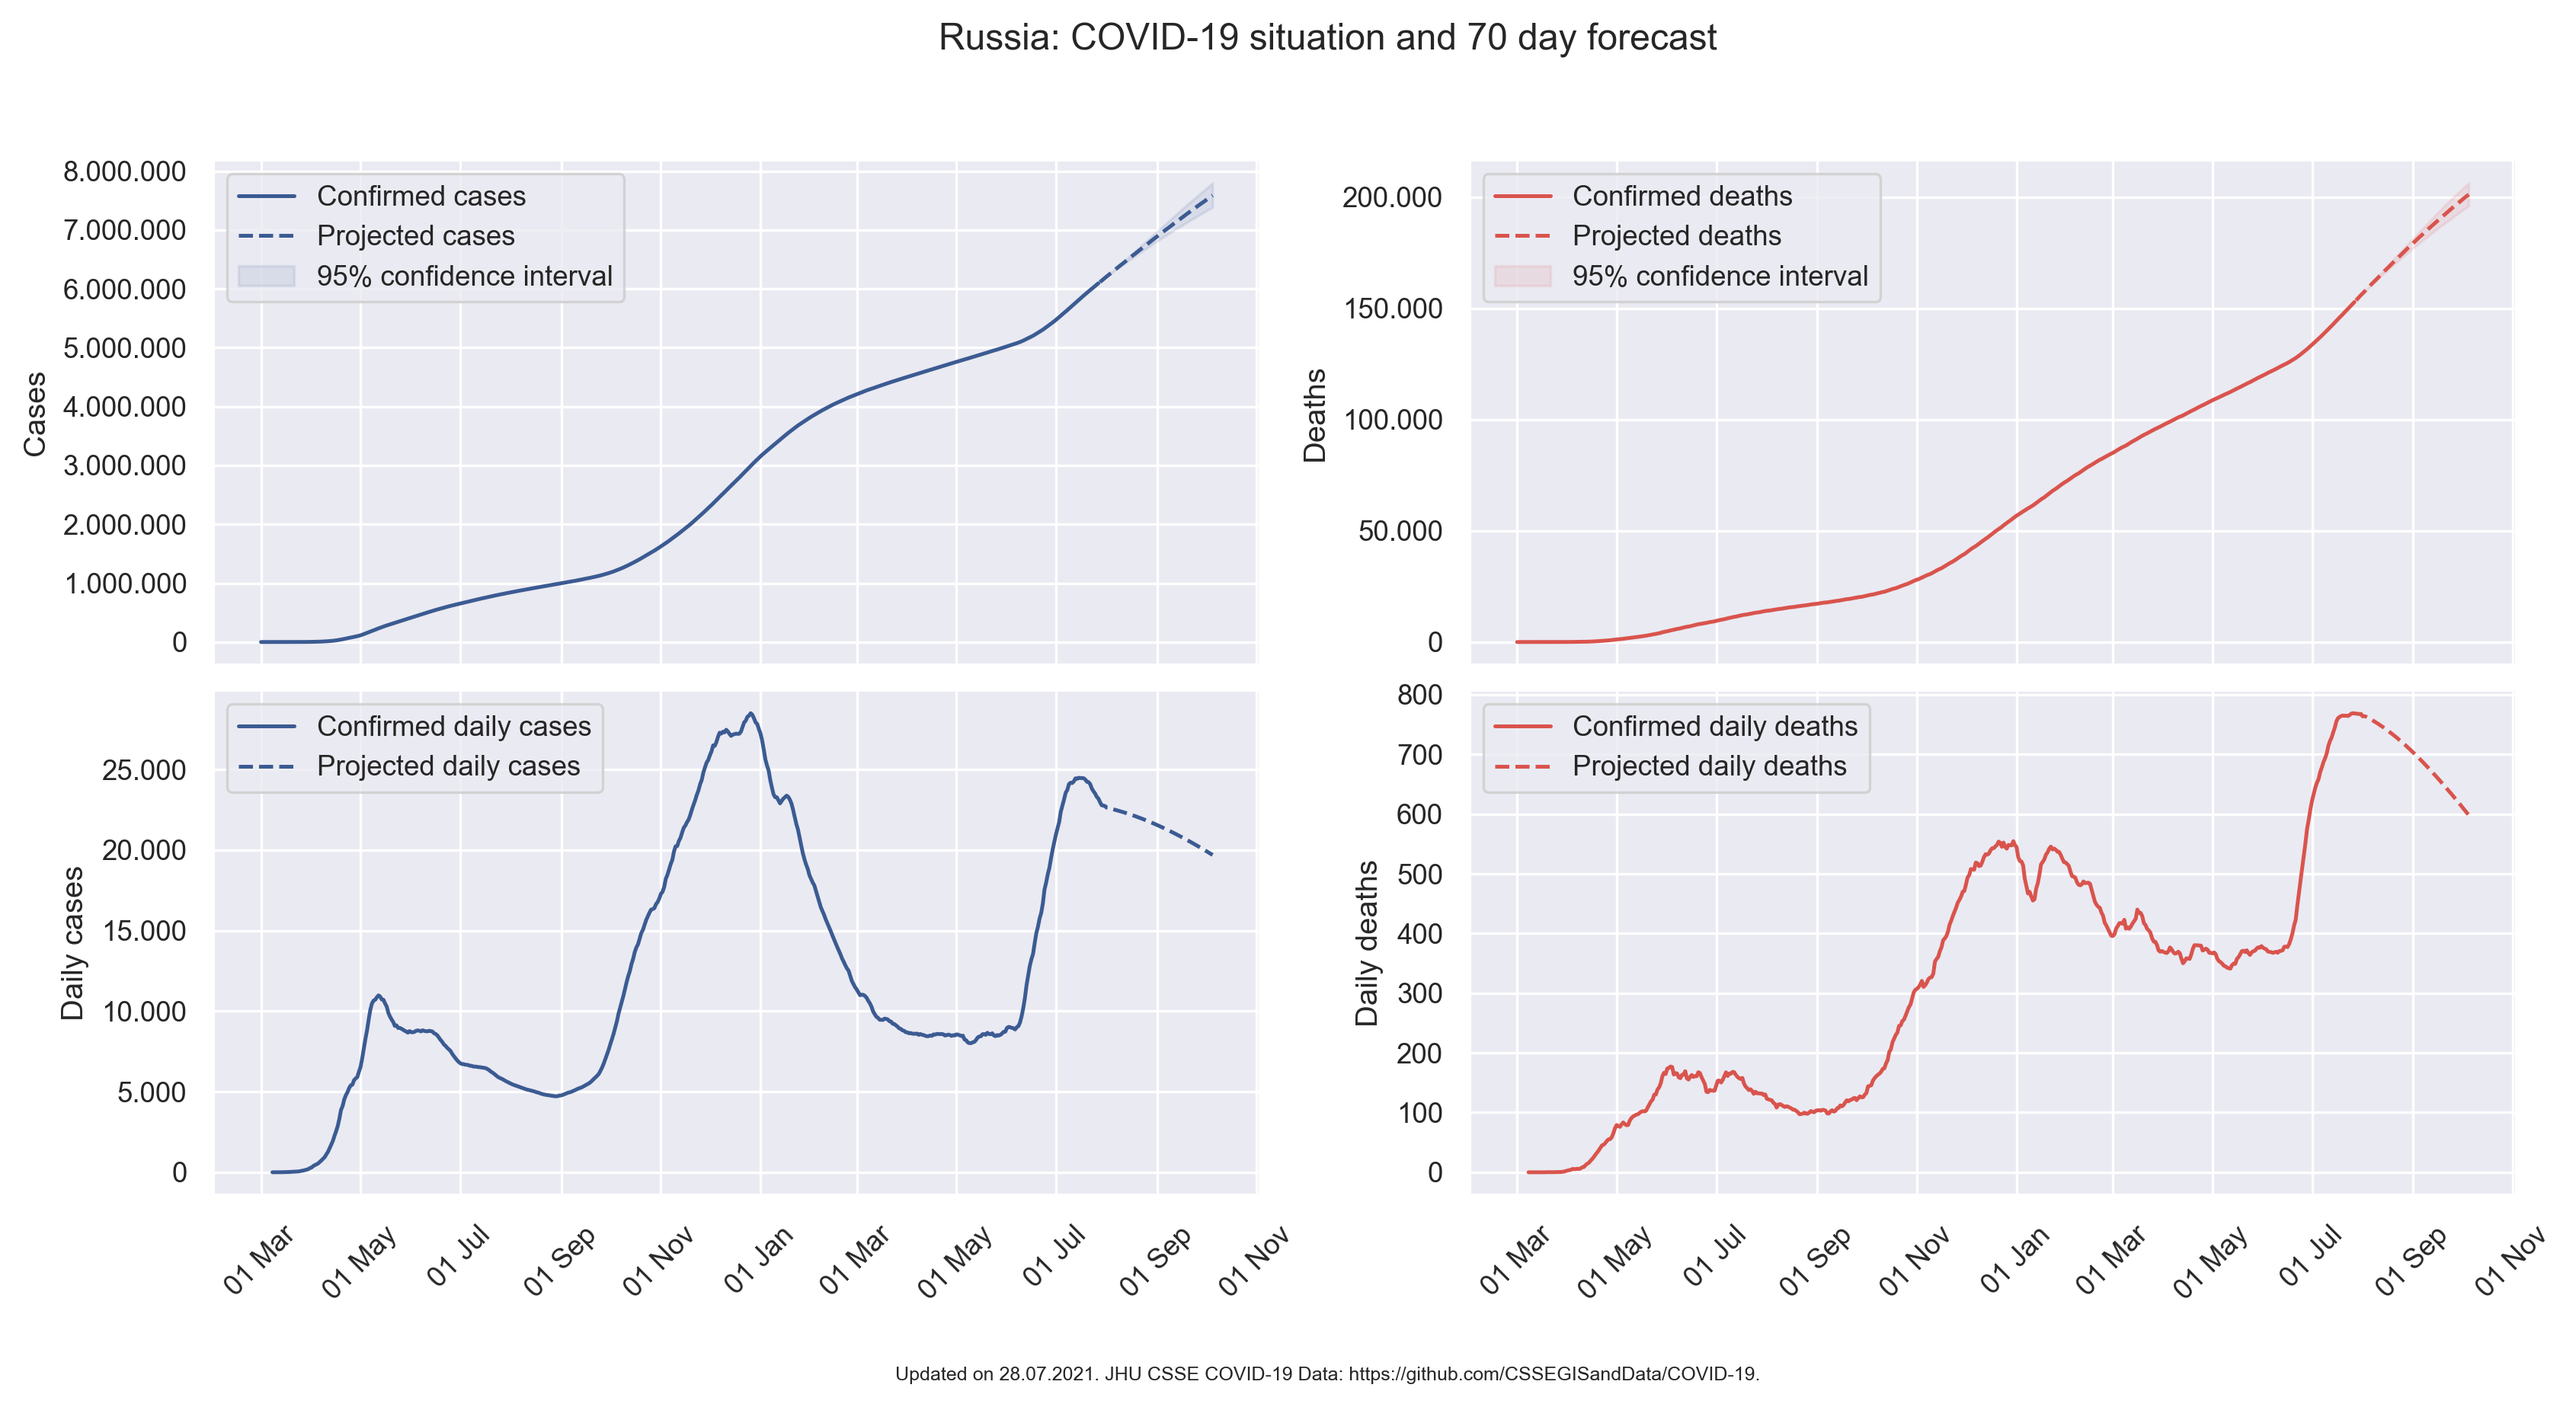 Russia: COVID-19 situation and 70 day forecast
8.000.000
7.000.000
6.000.000
5.000.000
4.000.000
3.000.000
2.000.000
1.000.000
0
Cases
Confirmed cases
Projected cases
95% confidence interval
200.000
150.000
100.000
50.000
0
Deaths
Confirmed deaths
Projected deaths
95% confidence interval
25.000
20.000
15.000
10.000
5.000
0
Daily cases
Confirmed daily cases
Projected daily cases
01 Mar
01 May
01 Jul
01 Sep
01 Nov
01 Jan
01 Mar
01 May
01 Jul
01 Sep
01 Nov
800
700
600
500
400
300
200
100
0
Daily deaths
Confirmed daily deaths
Projected daily deaths
01 Mar
01 May
01 Jul
01 Sep
01 Nov
01 Jan
01 Mar
01 May
01 Jul
01 Sep
01 Nov
Updated on 28.07.2021. JHU CSSE COVID-19 Data: https://github.com/CSSEGISandData/COVID-19.